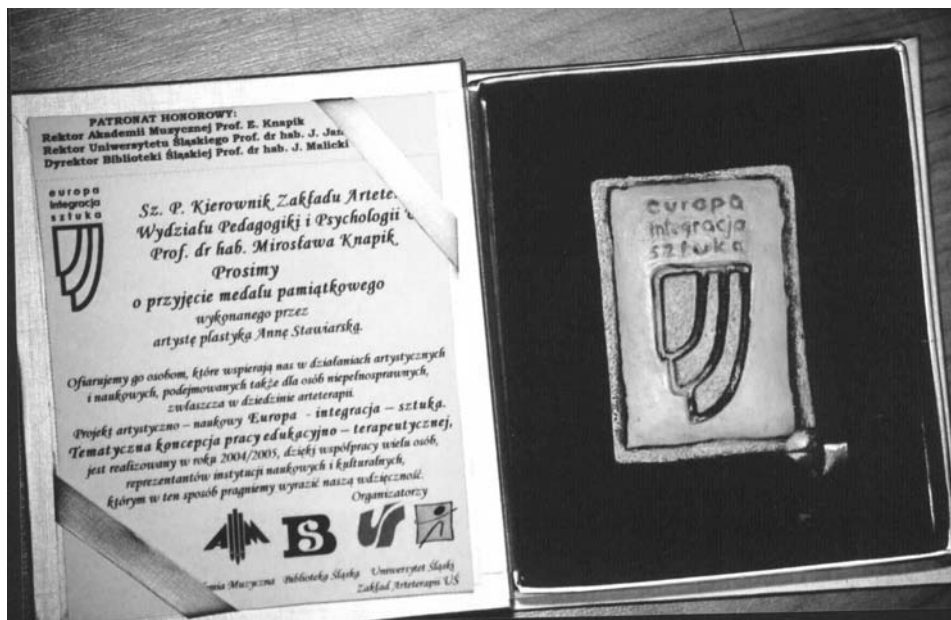 PATRONAT HONOROWY:
Rektor Akademii Muzycznej Prof. E. Knapik
Rektor Uniwersytetu Śląskiego Prof. dr hab. J.
Dyrektor Biblioteki Śląskiej Prof. dr hab. J. Malicki
europa
integracja
sztuka
Sz. P. Kierownik Zakładu
Wydziału Pedagogiki i Psychologii
Prof. dr hab. Mirosława Knapik
Prosimy
o przyjęcie medalu pamiątkowego
wykonanego przez
artystę plastyka Annę Stawiarską.
Ofiarujemy go osobom, które wspierają nas w działaniach artystycznych
i naukowych, podejmowanych także dla osób niepełnosprawnych,
zwłaszcza w dziedzinie arteterapii.
Projekt artystyczno – naukowy Europa - integracja – sztuka.
Tematyczna koncepcja pracy edukacyjno – terapeutycznej,
jest realizowany w roku 2004/2005, dzięki współpracy wielu osób,
reprezentantów instytucji naukowych i kulturalnych,
którym w ten sposób pragniemy wyrazić naszą wdzięczność.
Organizatorzy
Muzyczna Biblioteka Śląska Uniwersytet Śląski
Zakład Arteterapii UŚ
europa
integracja
sztuka